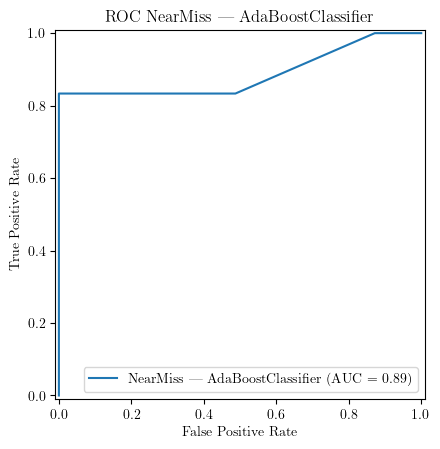 ROC NearMiss — AdaBoostClassifier
1.0
0.8
0.6
0.4
0.2
0.0
True Positive Rate
NearMiss — AdaBoostClassifier (AUC = 0.89)
0.0 0.2 0.4 0.6 0.8 1.0
False Positive Rate